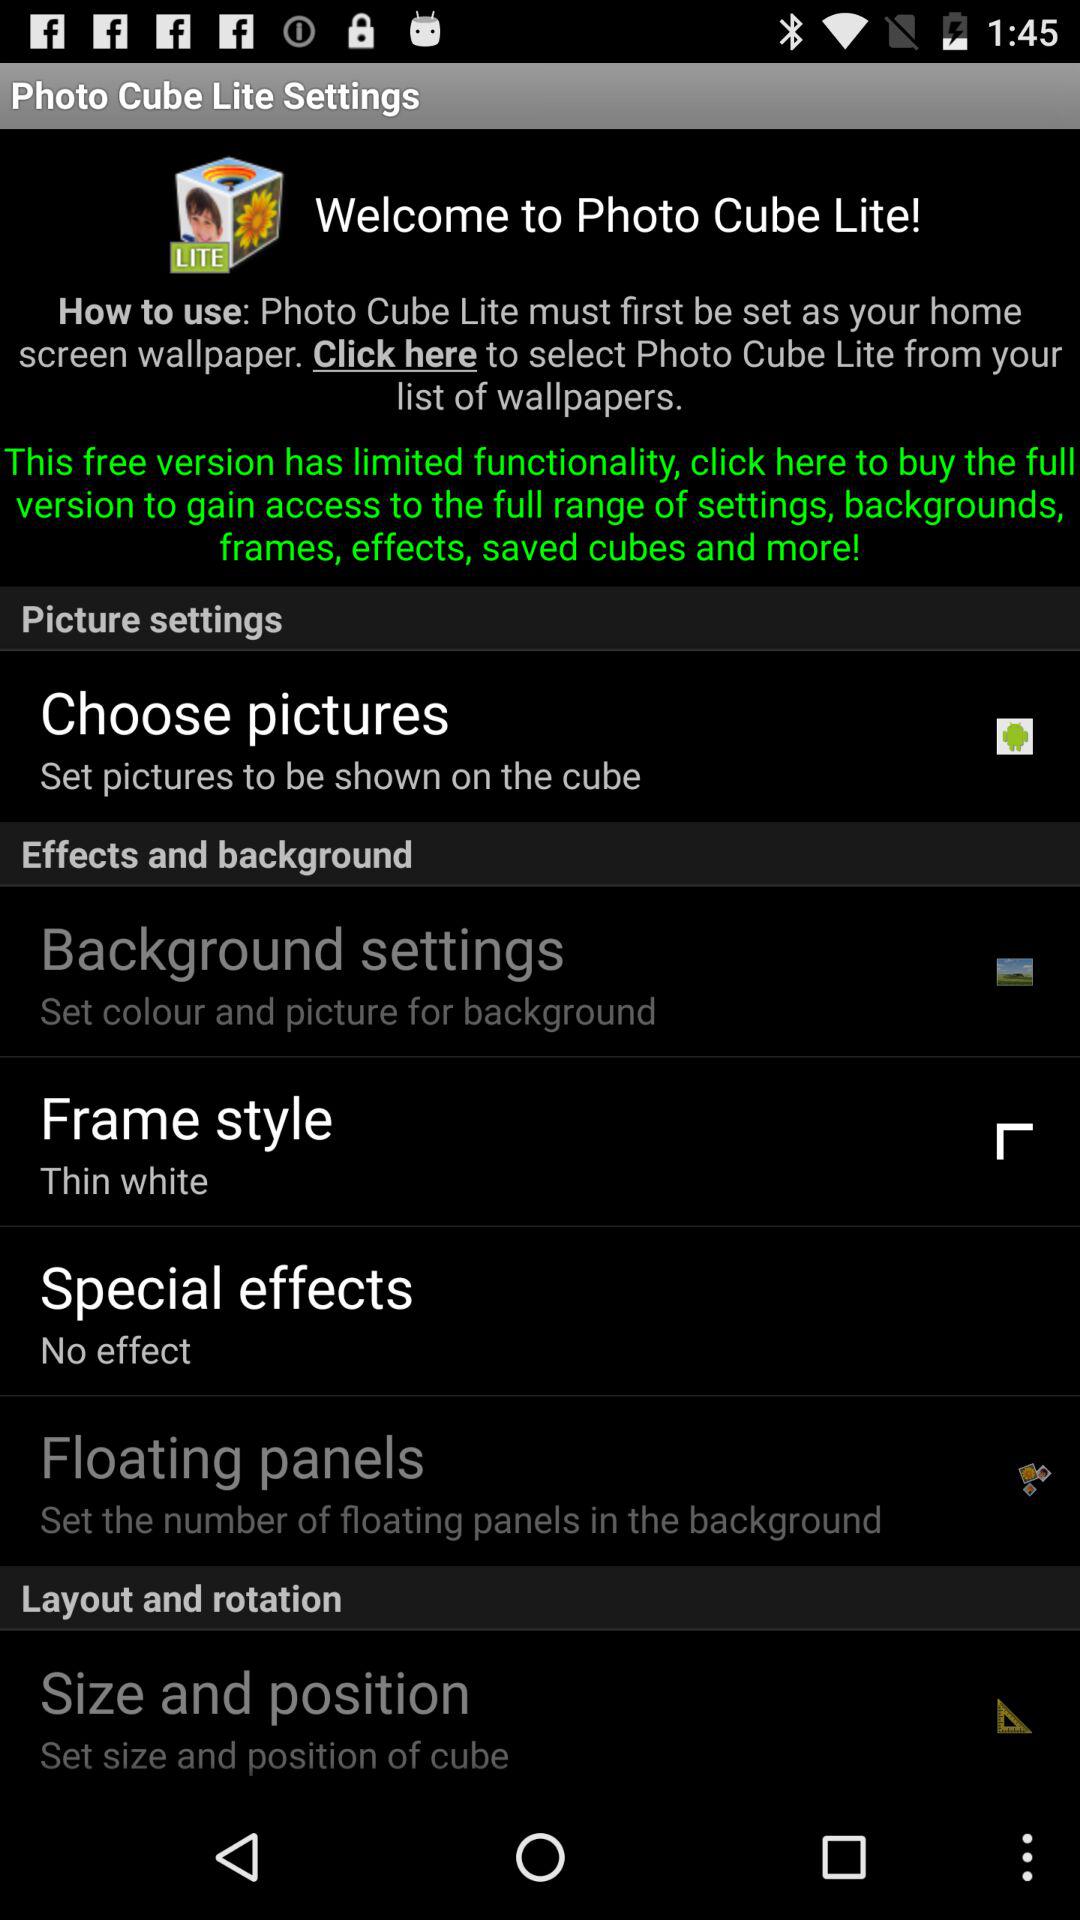 1:45
Photo Cube Lite Settings
LITE
Welcome to Photo Cube Lite!
How to use: Photo Cube Lite must first be set as your home
screen wallpaper. Click here to select Photo Cube Lite from your
list of wallpapers.
This free version has limited functionality, click here to buy the full
version to gain access to the full range of settings, backgrounds,
frames, effects, saved cubes and more!
Picture settings
Choose pictures
Set pictures to be shown on the cube
Effects and background
Background settings
Set colour and picture for background
Frame style
Thin white
Special effects
No effect
Floating panels
Set the number of floating panels in the background
Layout and rotation
Size and position
Set size and position of cube